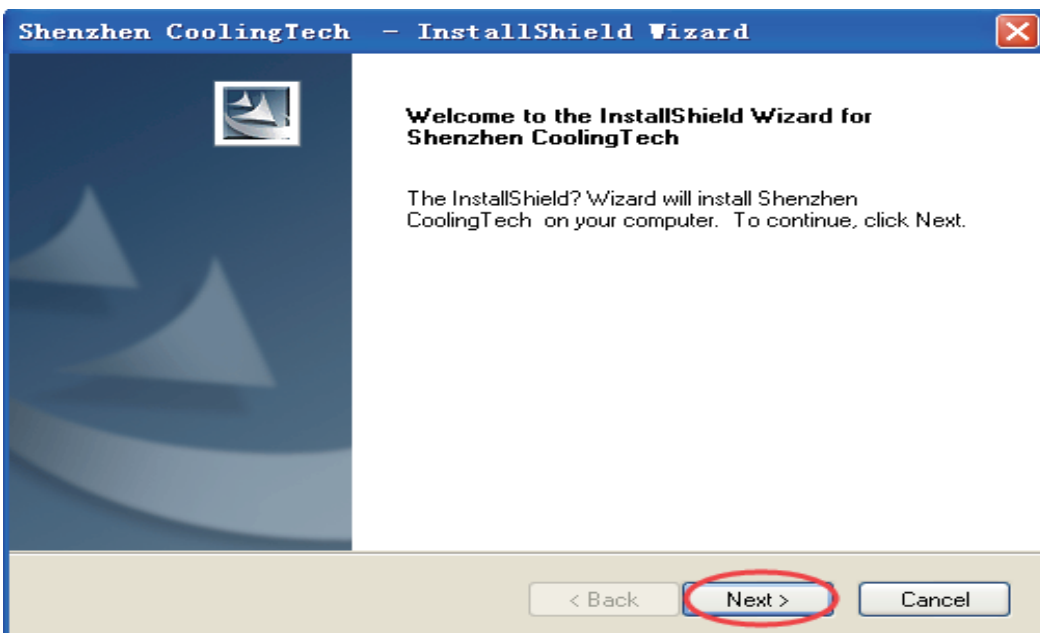 Shenzhen CoolingTech - InstallShield Wizard
Welcome to the InstallShield Wizard for
Shenzhen CoolingTech
The InstallShield? Wizard will install Shenzhen
CoolingTech on your computer. To continue, click Next.
< Back Next > Cancel